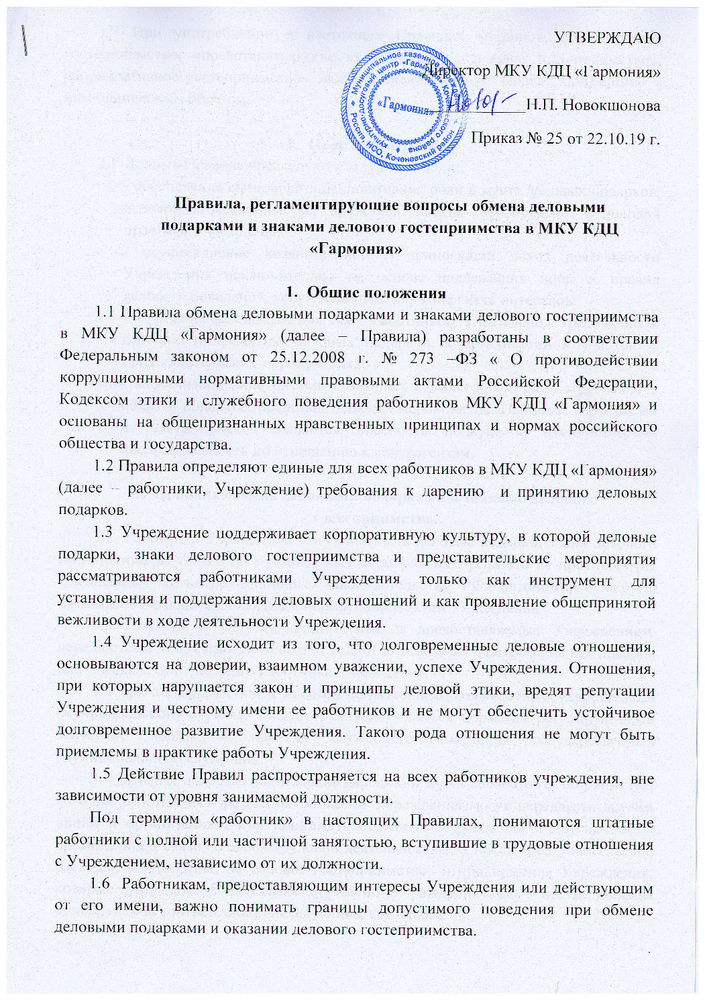 УТВЕРЖДАЮ
Директор МКУ КДЦ «Гармония»
Н.П. Новокшонова
Приказ № 25 от 22.10.19 г.
Муниципальное казенное учреждение
культурно-досуговый центр «Гармония» Коченевского района
Россия, НСО, Коченевский район
«Гармония»
Правила, регламентирующие вопросы обмена деловыми
подарками и знаками делового гостеприимства в МКУ КДЦ
«Гармония»
1. Общие положения
1.1 Правила обмена деловыми подарками и знаками делового гостеприимства
в МКУ КДЦ «Гармония» (далее – Правила) разработаны в соответствии
Федеральным законом от 25.12.2008 г. № 273 –ФЗ « О противодействии
коррупционными нормативными правовыми актами Российской Федерации,
Кодексом этики и служебного поведения работников МКУ КДЦ «Гармония» и
основаны на общепризнанных нравственных принципах и нормах российского
общества и государства.
1.2 Правила определяют единые для всех работников в МКУ КДЦ «Гармония»
(далее – работники, Учреждение) требования к дарению и принятию деловых
подарков.
1.3 Учреждение поддерживает корпоративную культуру, в которой деловые
подарки, знаки делового гостеприимства и представительские мероприятия
рассматриваются работниками Учреждения только как инструмент для
установления и поддержания деловых отношений и как проявление общепринятой
вежливости в ходе деятельности Учреждения.
1.4 Учреждение исходит из того, что долговременные деловые отношения,
основываются на доверии, взаимном уважении, успехе Учреждения. Отношения,
при которых нарушается закон и принципы деловой этики, вредят репутации
Учреждения и честному имени ее работников и не могут обеспечить устойчивое
долговременное развитие Учреждения. Такого рода отношения не могут быть
приемлемы в практике работы Учреждения.
1.5 Действие Правил распространяется на всех работников учреждения, вне
зависимости от уровня занимаемой должности.
Под термином «работник» в настоящих Правилах, понимаются штатные
работники с полной или частичной занятостью, вступившие в трудовые отношения
с Учреждением, независимо от их должности.
1.6 Работникам, предоставляющим интересы Учреждения или действующим
от его имени, важно понимать границы допустимого поведения при обмене
деловыми подарками и оказании делового гостеприимства.